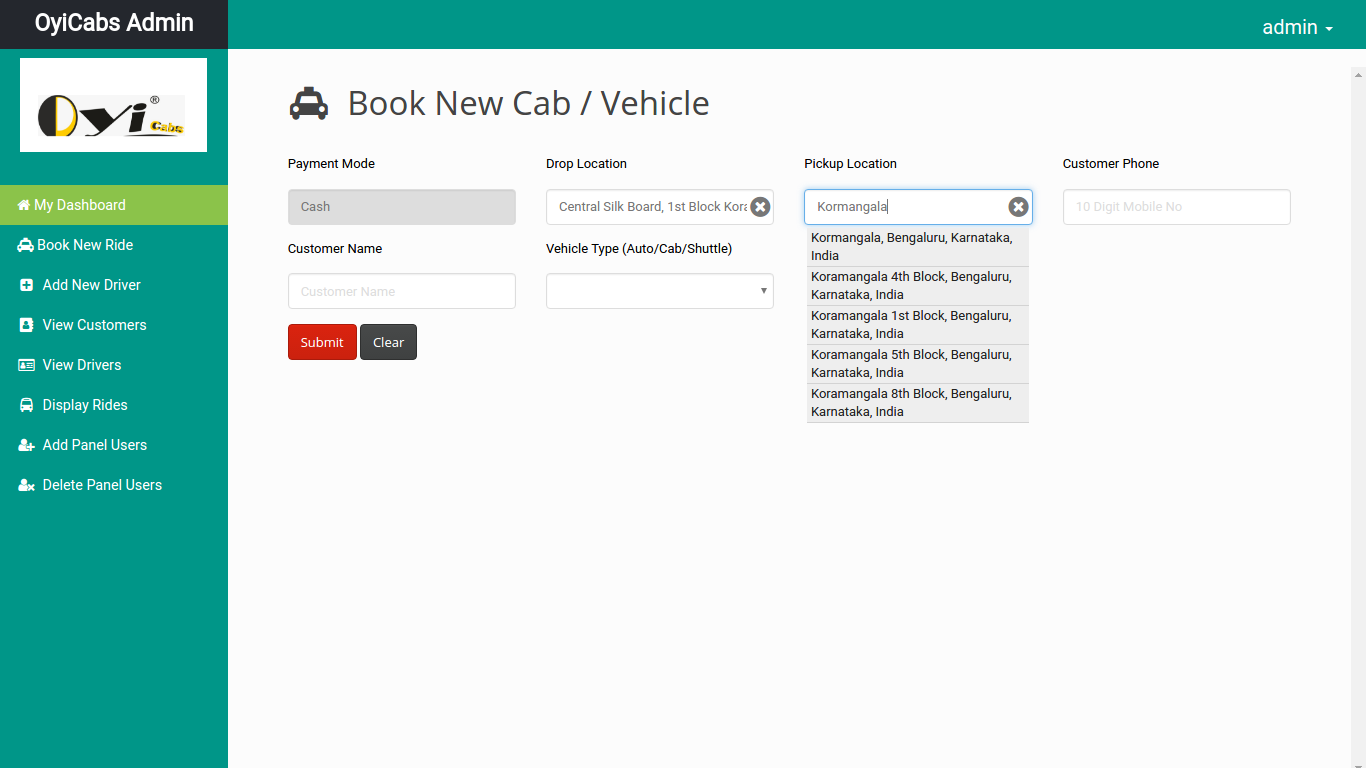 OyiCabs Admin
admin
Oyi®
Cabs
My Dashboard
Book New Ride
Add New Driver
View Customers
View Drivers
Display Rides
Add Panel Users
Delete Panel Users
Book New Cab / Vehicle
Payment Mode
Cash
Drop Location
Central Silk Board, 1st Block Kora
Pickup Location
Kormangala
Kormangala, Bengaluru, Karnataka,
India
Koramangala 4th Block, Bengaluru,
Karnataka, India
Koramangala 1st Block, Bengaluru,
Karnataka, India
Koramangala 5th Block, Bengaluru,
Karnataka, India
Koramangala 8th Block, Bengaluru,
Karnataka, India
Customer Phone
10 Digit Mobile No
Customer Name
Customer Name
Vehicle Type (Auto/Cab/Shuttle)
Submit
Clear